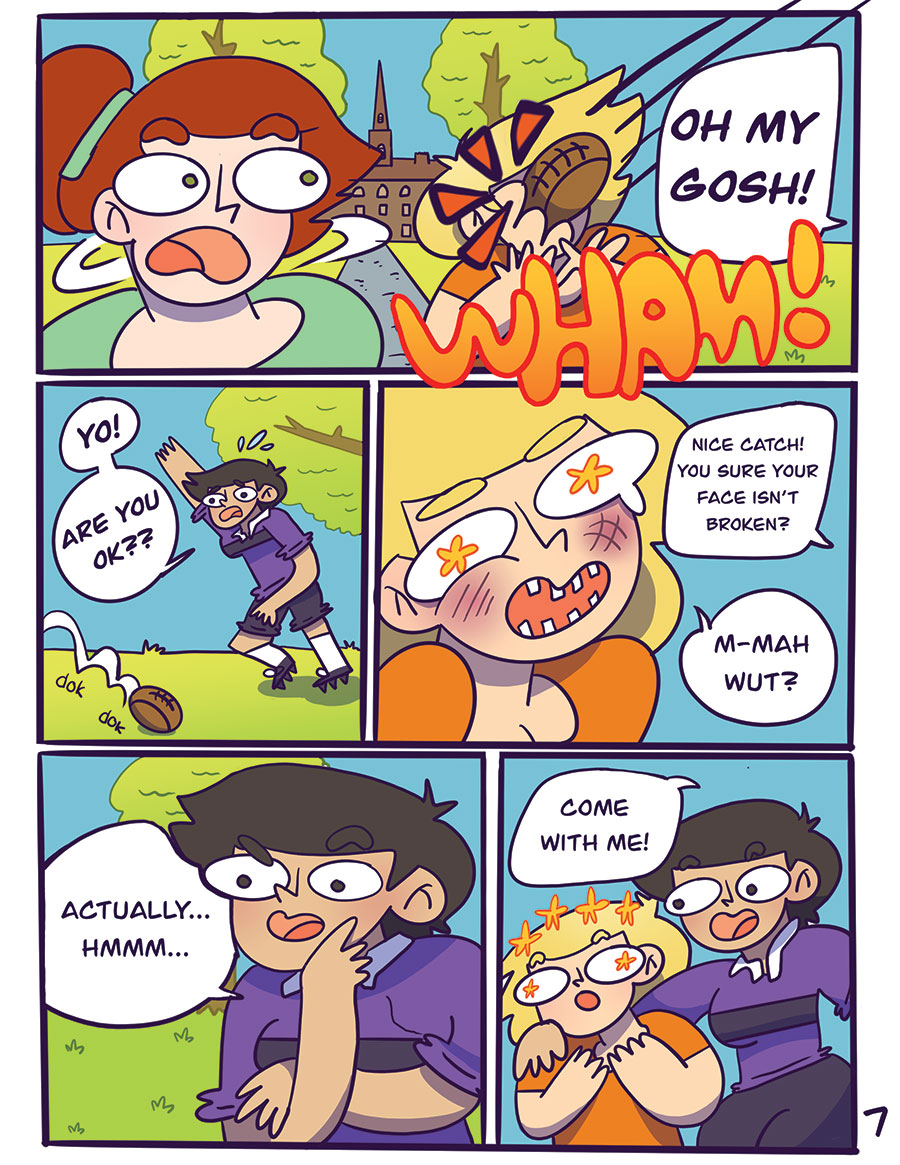 OH MY
GOSH!
WHAM!
YO!
ARE YOU
OK??
dok
dok
NICE CATCH!
YOU SURE YOUR
FACE ISN'T
BROKEN?
M-MAH
WUT?
ACTUALLY...
HMMM...
COME
WITH ME!
7